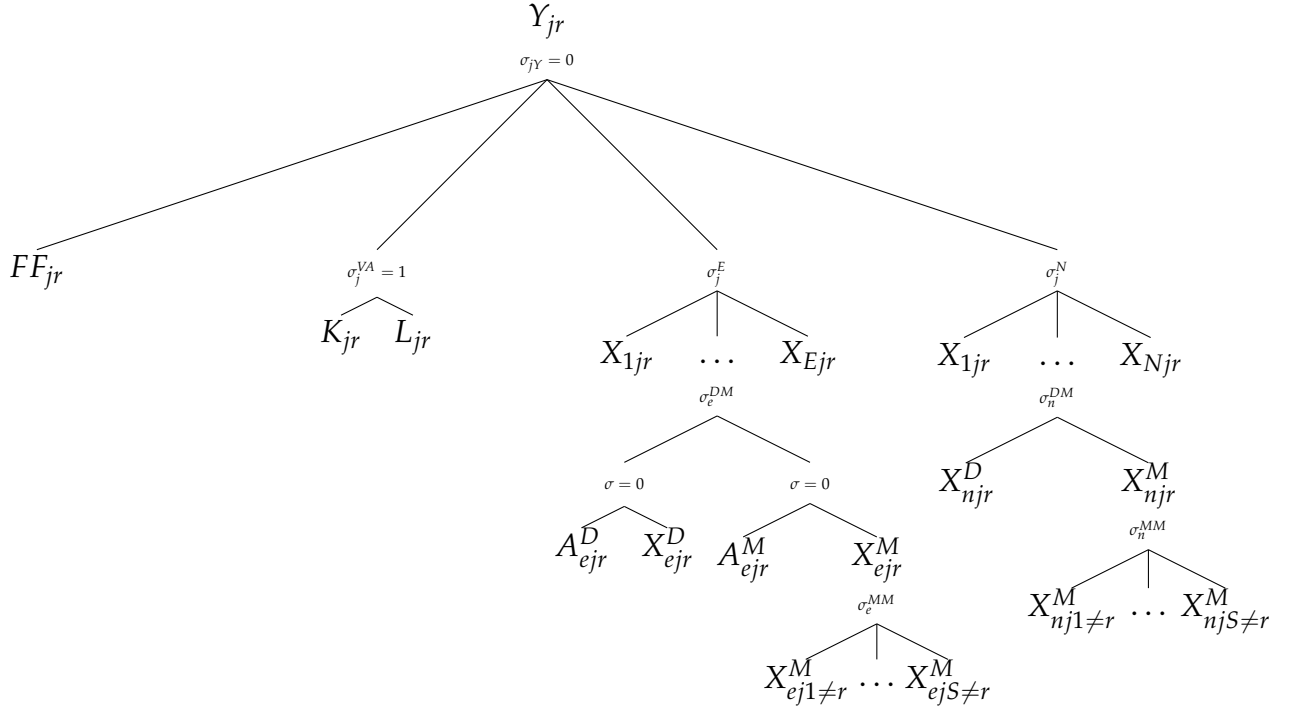 Y_{jr}
σ_{jY} = 0
FF_{jr} σ_j^{VA} = 1 σ_j^E σ_j^N
K_{jr} L_{jr}
X_{1jr} … X_{Ejr} X_{1jr} … X_{Njr}
σ_e^{DM} σ_n^{DM}
σ = 0 σ = 0 X_{njr}^D X_{njr}^M
A_{ejr}^D X_{ejr}^D A_{ejr}^M X_{ejr}^M σ_n^{MM}
σ_e^{MM} X_{nj1≠r}^M … X_{njS≠r}^M
X_{ej1≠r}^M … X_{ejS≠r}^M